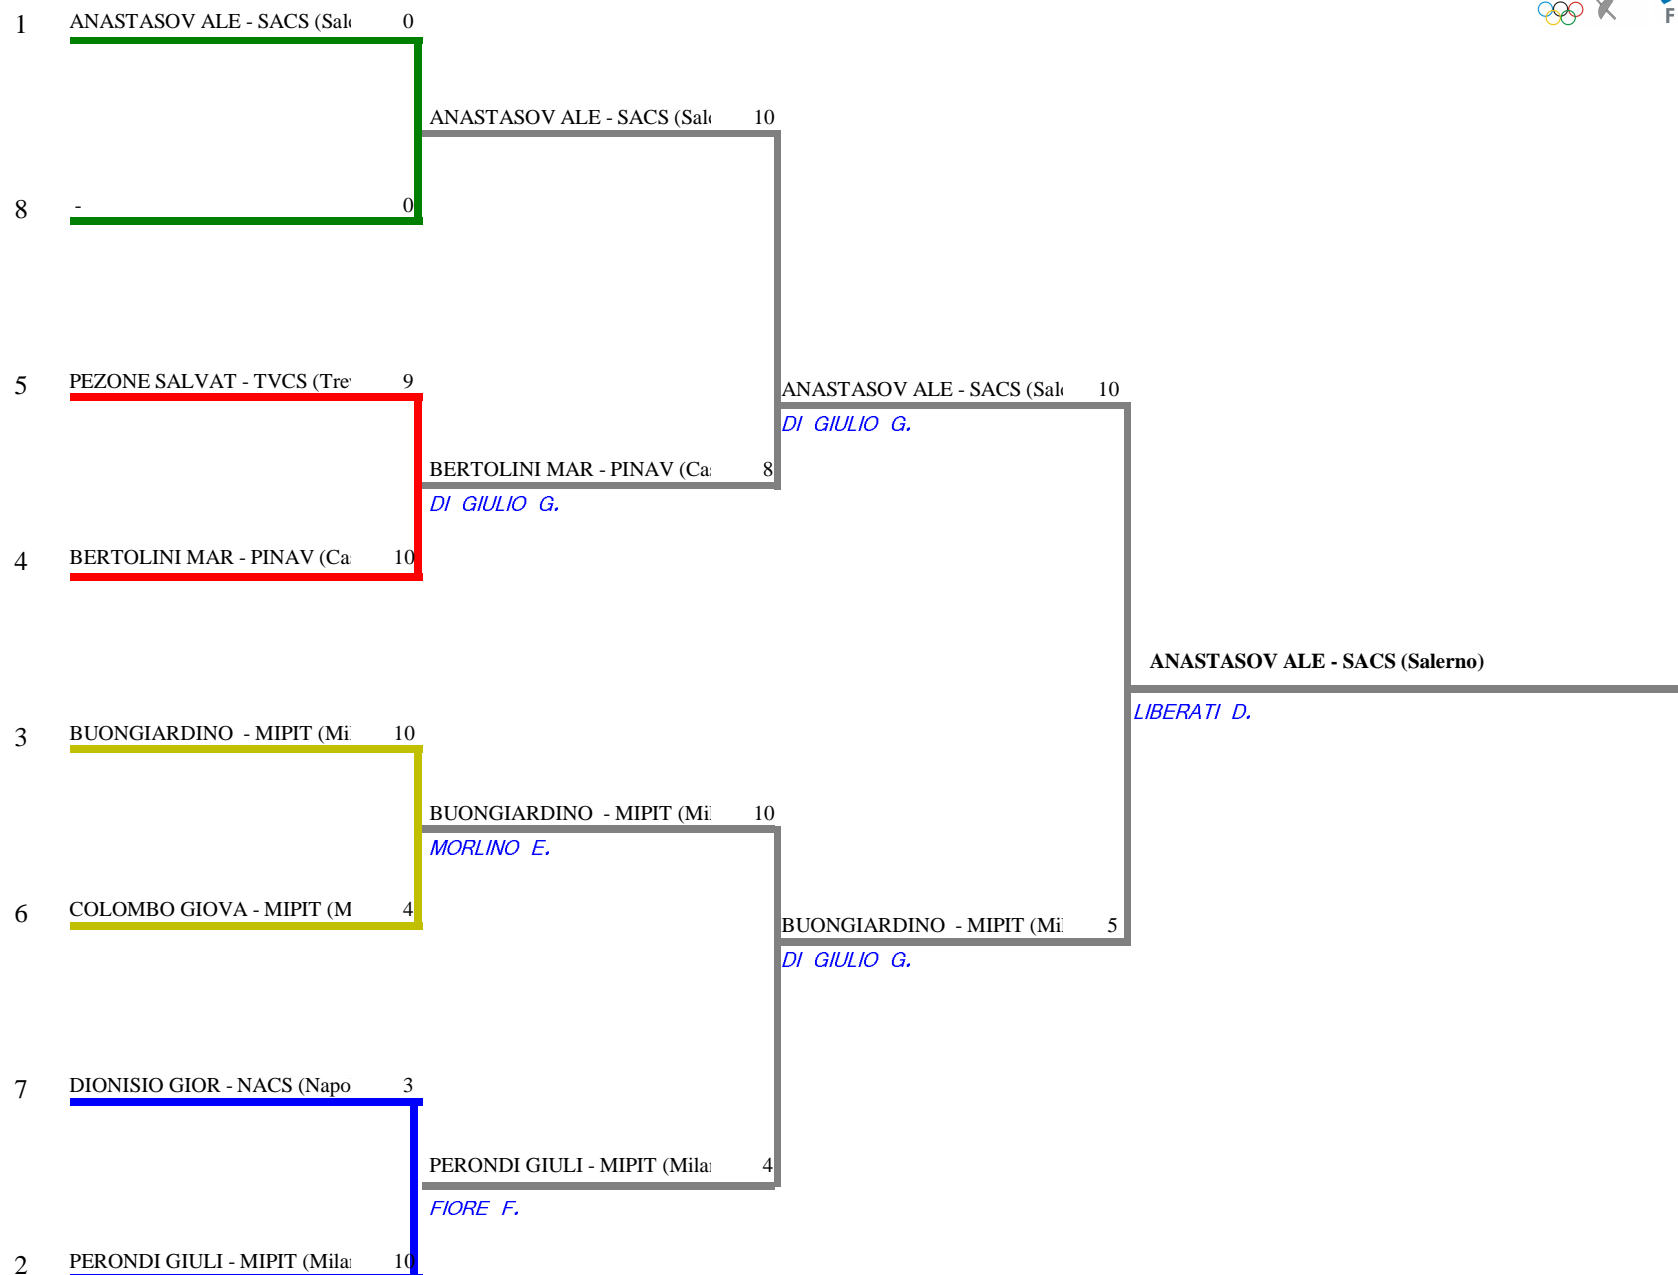 1 ANASTASOV ALE - SACS (Sal 0
F
ANASTASOV ALE - SACS (Sal 10
8 - 0
5 PEZONE SALVAT - TVCS (Tre 9
ANASTASOV ALE - SACS (Sal 10
DI GIULIO G.
BERTOLINI MAR - PINAV (Ca 8
DI GIULIO G.
4 BERTOLINI MAR - PINAV (Ca 10
ANASTASOV ALE - SACS (Salerno)
LIBERATI D.
3 BUONGIARDINO - MIPIT (Mi 10
BUONGIARDINO - MIPIT (Mi 10
MORLINO E.
6 COLOMBO GIOVA - MIPIT (M 4
BUONGIARDINO - MIPIT (Mi 5
DI GIULIO G.
7 DIONISIO GIOR - NACS (Napo 3
PERONDI GIULI - MIPIT (Mila 4
FIORE F.
2 PERONDI GIULI - MIPIT (Mila 10